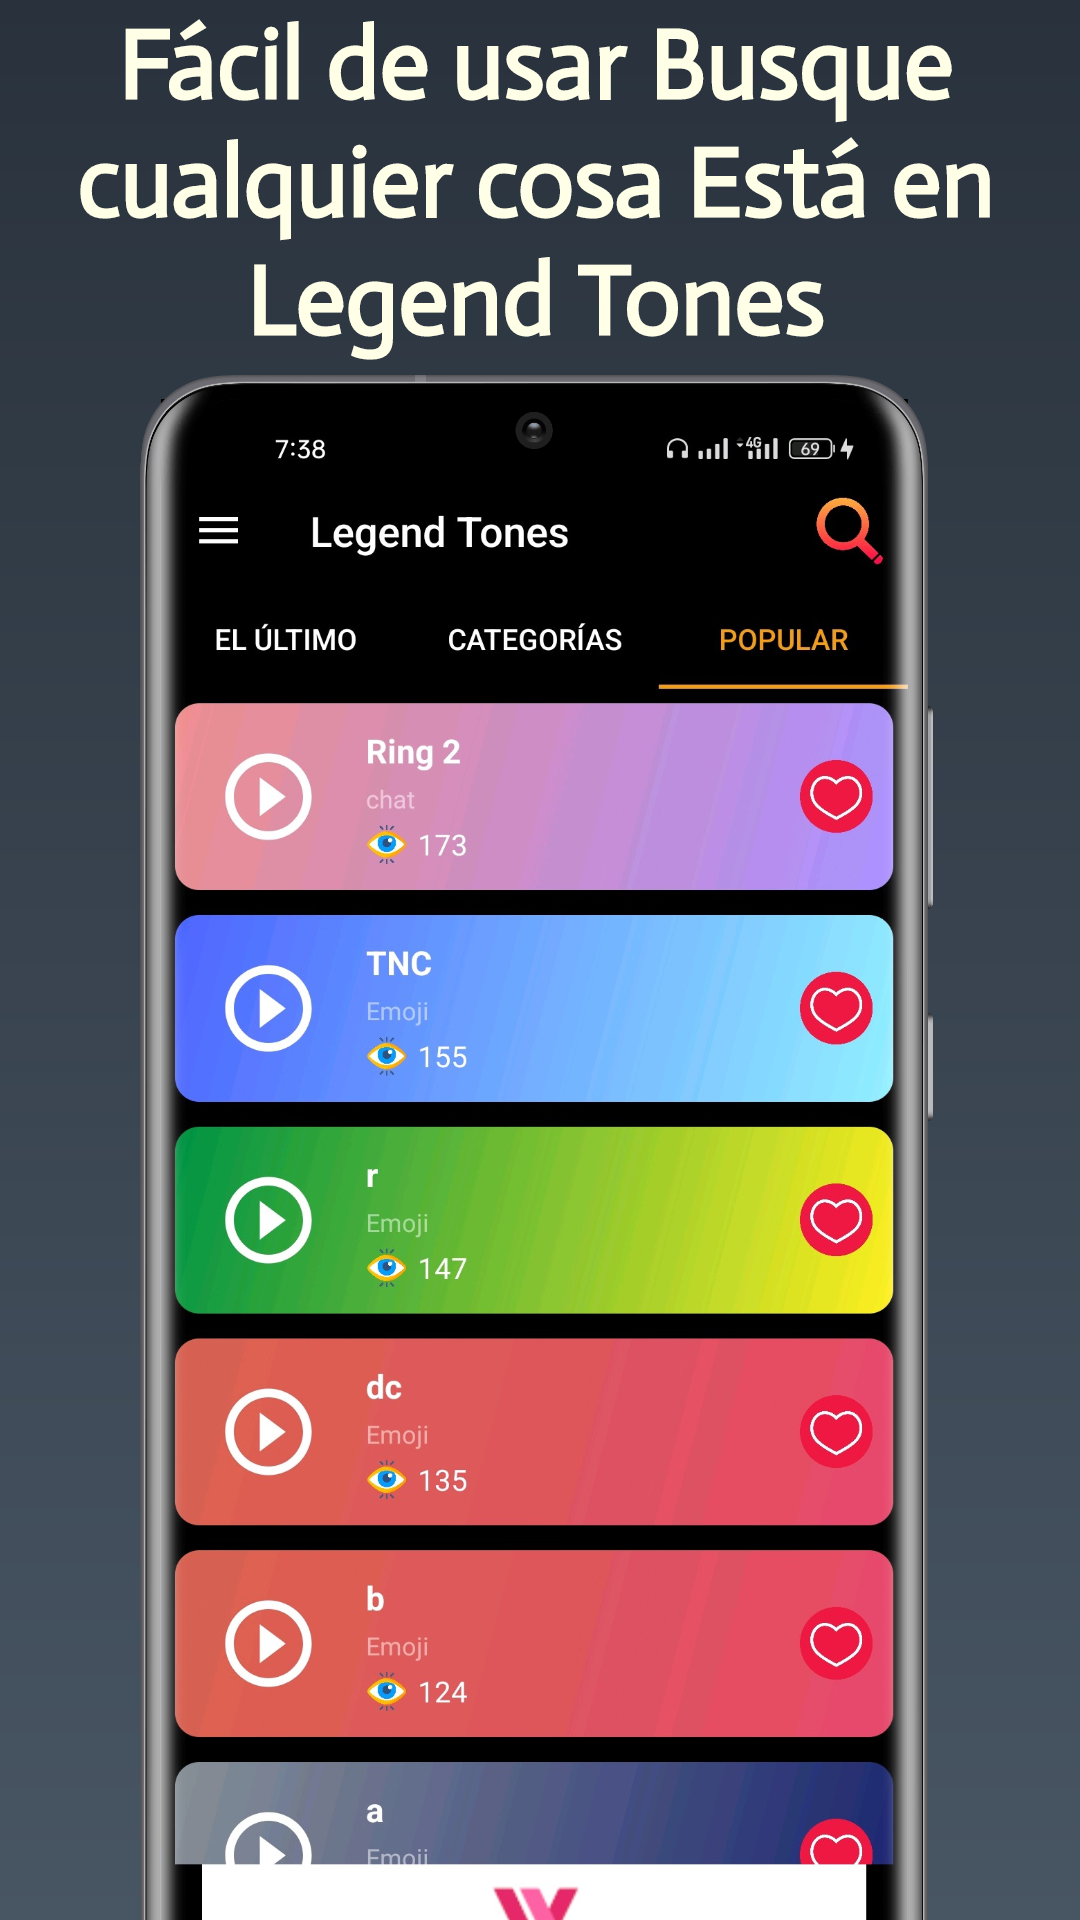 Fácil de usar Busque
cualquier cosa Está en
Legend Tones
7:38
4G
69
Legend Tones
EL ÚLTIMO
CATEGORÍAS
POPULAR
Ring 2
chat
173
TNC
Emoji
155
r
Emoji
147
dc
Emoji
135
b
Emoji
124
a
Emoji